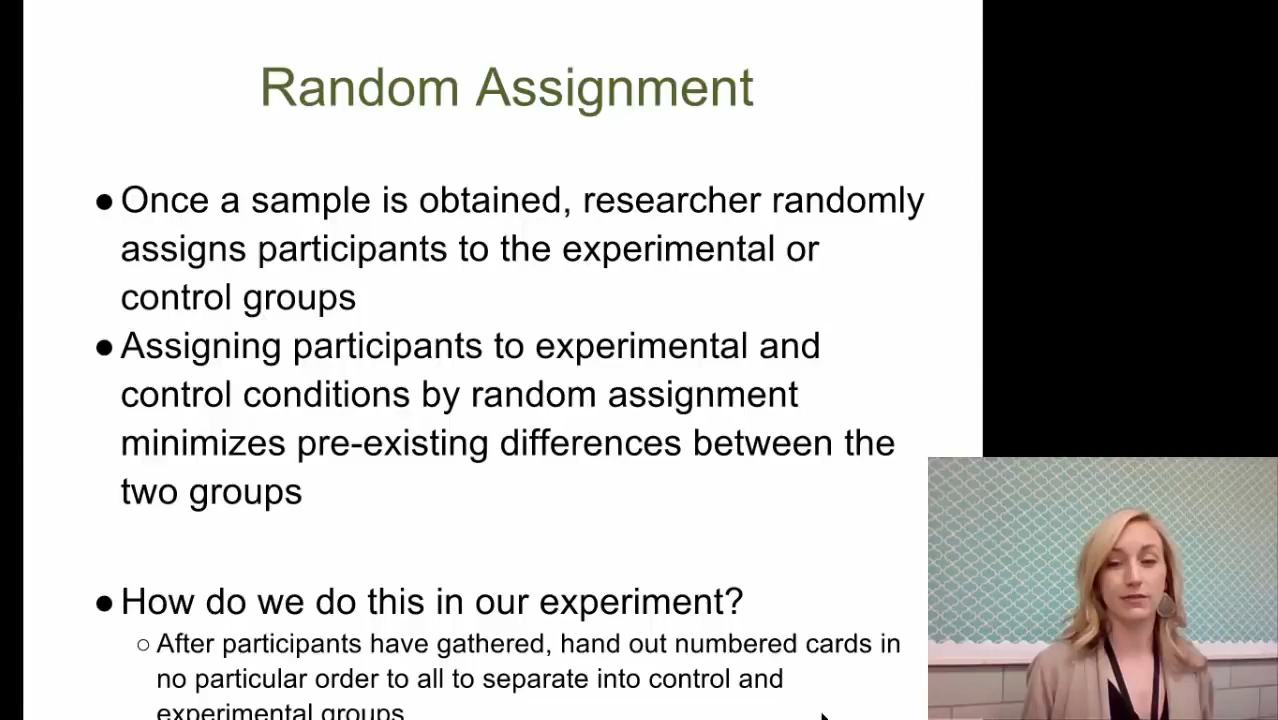 Random Assignment
●Once a sample is obtained, researcher randomly
assigns participants to the experimental or
control groups
●Assigning participants to experimental and
control conditions by random assignment
minimizes pre-existing differences between the
two groups
●How do we do this in our experiment?
○After participants have gathered, hand out numbered cards in
no particular order to all to separate into control and
experimental groups